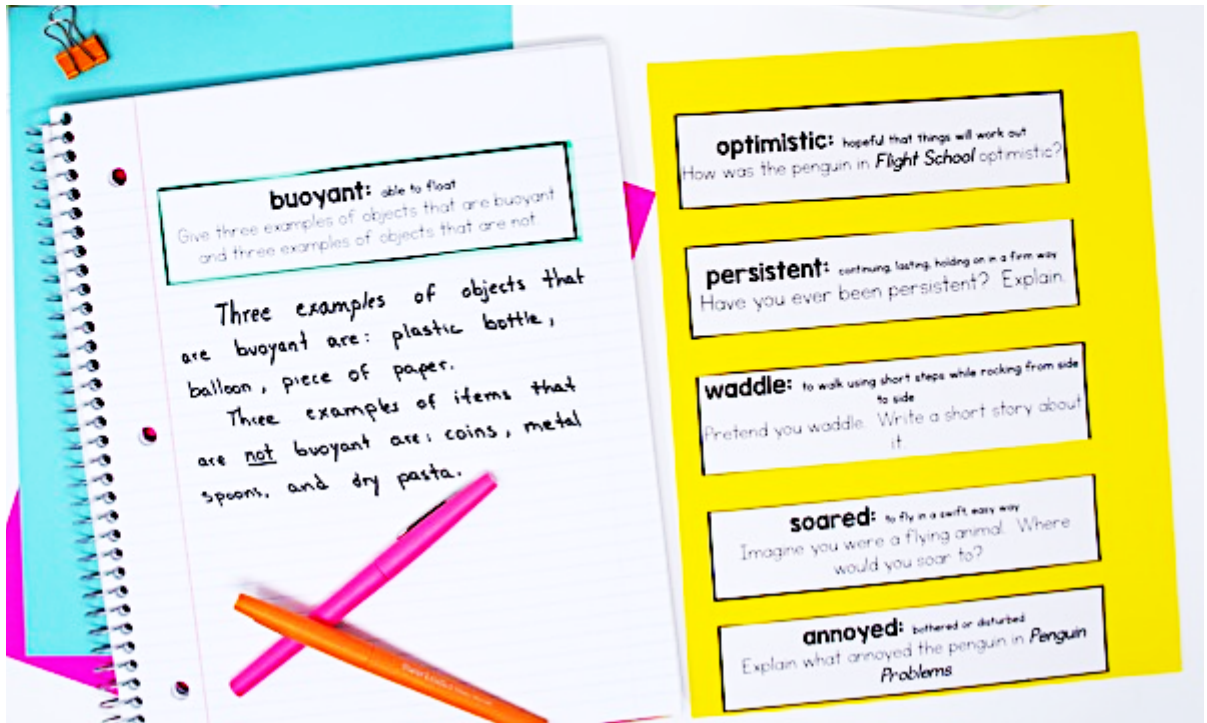 buoyant: able to float
Give three examples of objects that are buoyant
and three examples of objects that are not.
Three examples of objects that
are buoyant are: plastic bottle,
balloon, piece of paper.
Three examples of items that
are not buoyant are: coins, metal
spoons, and dry pasta.
optimistic: hopeful that things will work out
How was the penguin in Flight School optimistic?
persistent: continuing, lasting, holding on in a firm way
Have you ever been persistent? Explain.
waddle: to walk using short steps while rocking from side
to side
Pretend you waddle. Write a short story about
it.
soared: to fly in a swift, easy way
Imagine you were a flying animal. Where
would you soar to?
annoyed: bothered or disturbed
Explain what annoyed the penguin in Penguin
Problems.